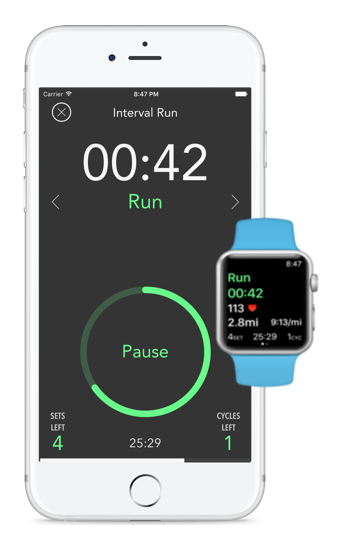 Carrier 8:47 PM
Interval Run
00:42
Run
Pause
SETS LEFT
4
25:29
CYCLES LEFT
1
8:47
Run
00:42
113
2.8mi 9:13/mi
4SET 25:29 1CYC